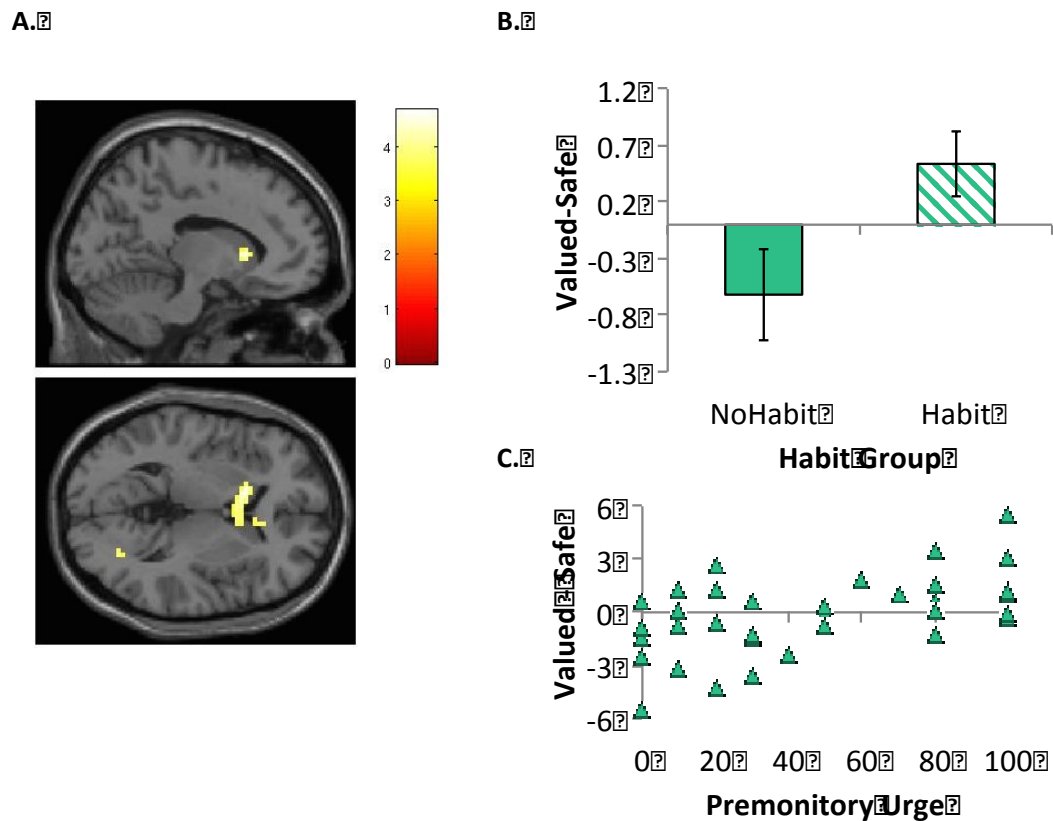 A.
B.
4
3
2
1
0
1.2
0.7
0.2
-0.3
-0.8
-1.3
Valued-Safe
NoHabit Habit
Habit Group
C.
6
3
0
-3
-6
Valued Safe
0 20 40 60 80 100
Premonitory Urge